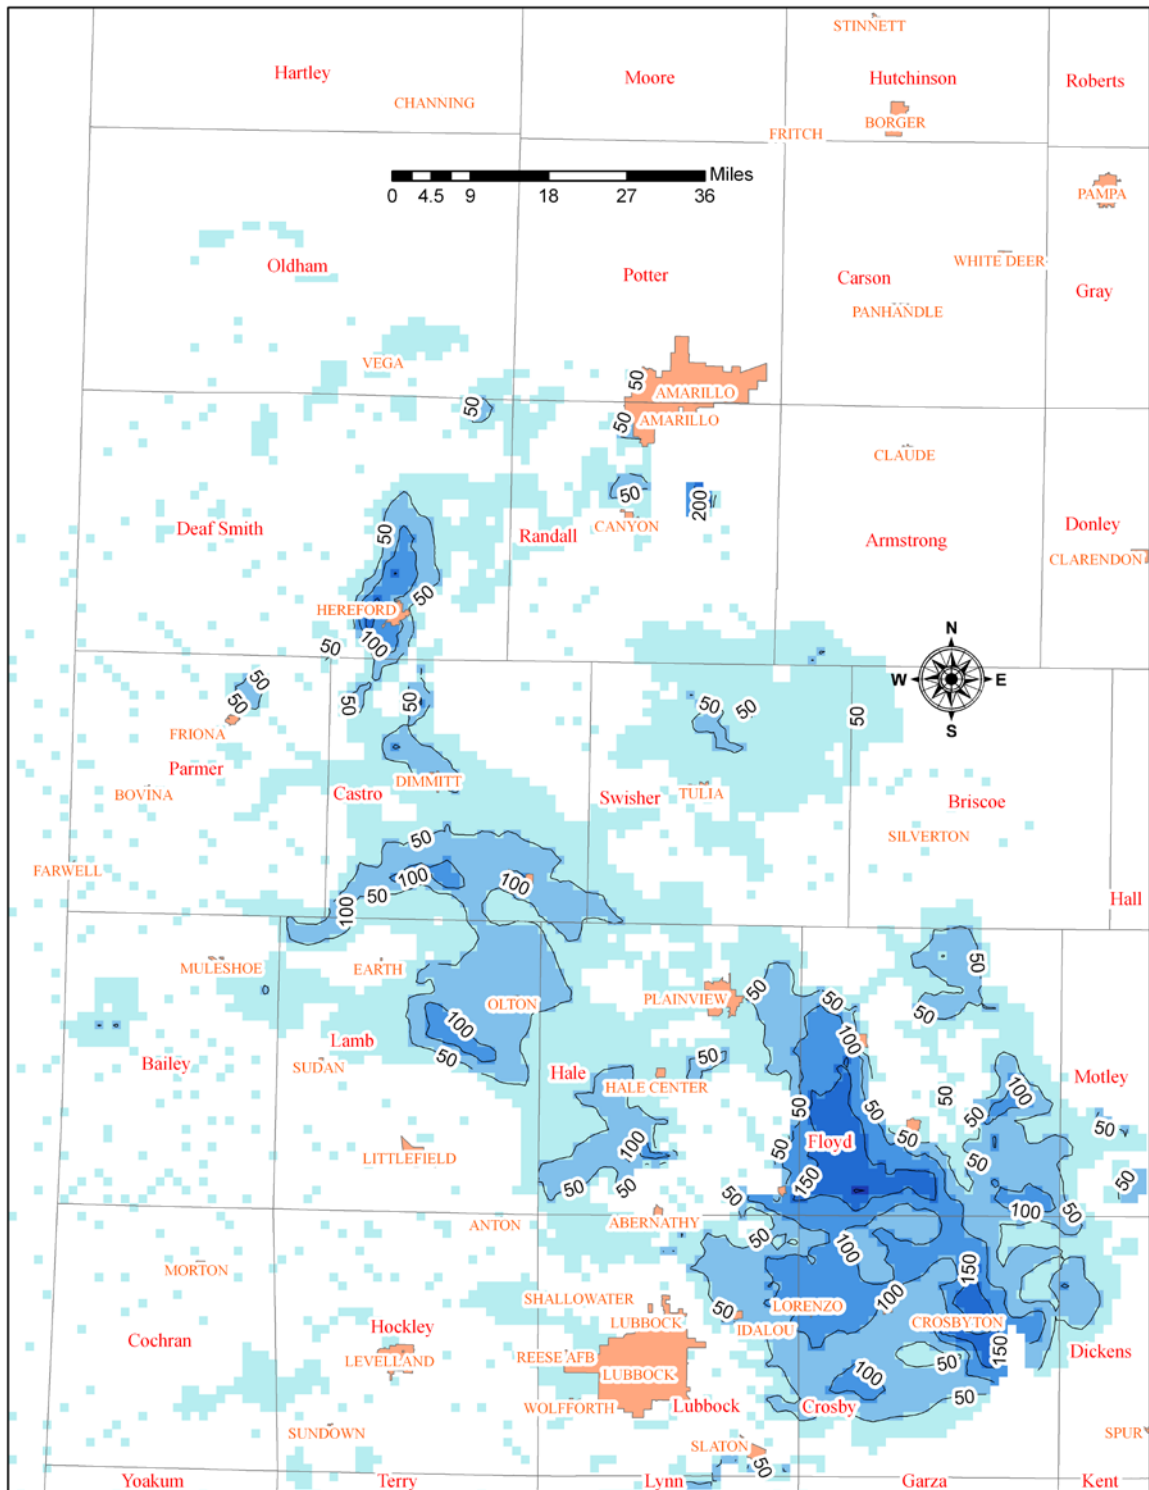 STINNETT
Hartley
Moore
Hutchinson
Roberts
CHANNING
BORGER
FRITCH
Miles
0 4.5 9 18 27 36
PAMPA
Oldham
Potter
Carson
WHITE DEER
Gray
PANHANDLE
VEGA
50
AMARILLO
50
50
AMARILLO
CLAUDE
50
200
50
Deaf Smith
Randall
CANYON
Armstrong
Donley
CLARENDON
50
HEREFORD
100
50
N
W E
S
50
50
50
50
50
50
50
50
FRIONA
Parmer
BOVINA
Castro
DIMMITT
Swisher
TULIA
Briscoe
SILVERTON
50
FARWELL
100
100
50
100
Hall
MULESHOE
EARTH
50
OLTON
PLAINVIEW
50
50
50
100
Lamb
100
Bailey
50
SUDAN
Hale
50
HALE CENTER
Motley
100
50
50
50
50
50
50
Floyd
50
LITTLEFIELD
100
50
50
150
50
50
50
50
100
ANTON
ABERNATHY
50
50
MORTON
100
150
SHALLOWATER
100
LORENZO
50
LUBBOCK
IDALOU
CROSBYTON
Cochran
Hockley
LEVELLAND
REESE AFB
LUBBOCK
50
150
Dickens
100
50
WOLFFORTH
Lubbock
Crosby
SUNDOWN
SLATON
50
SPUR
Yoakum
Terry
Lynn
Garza
Kent